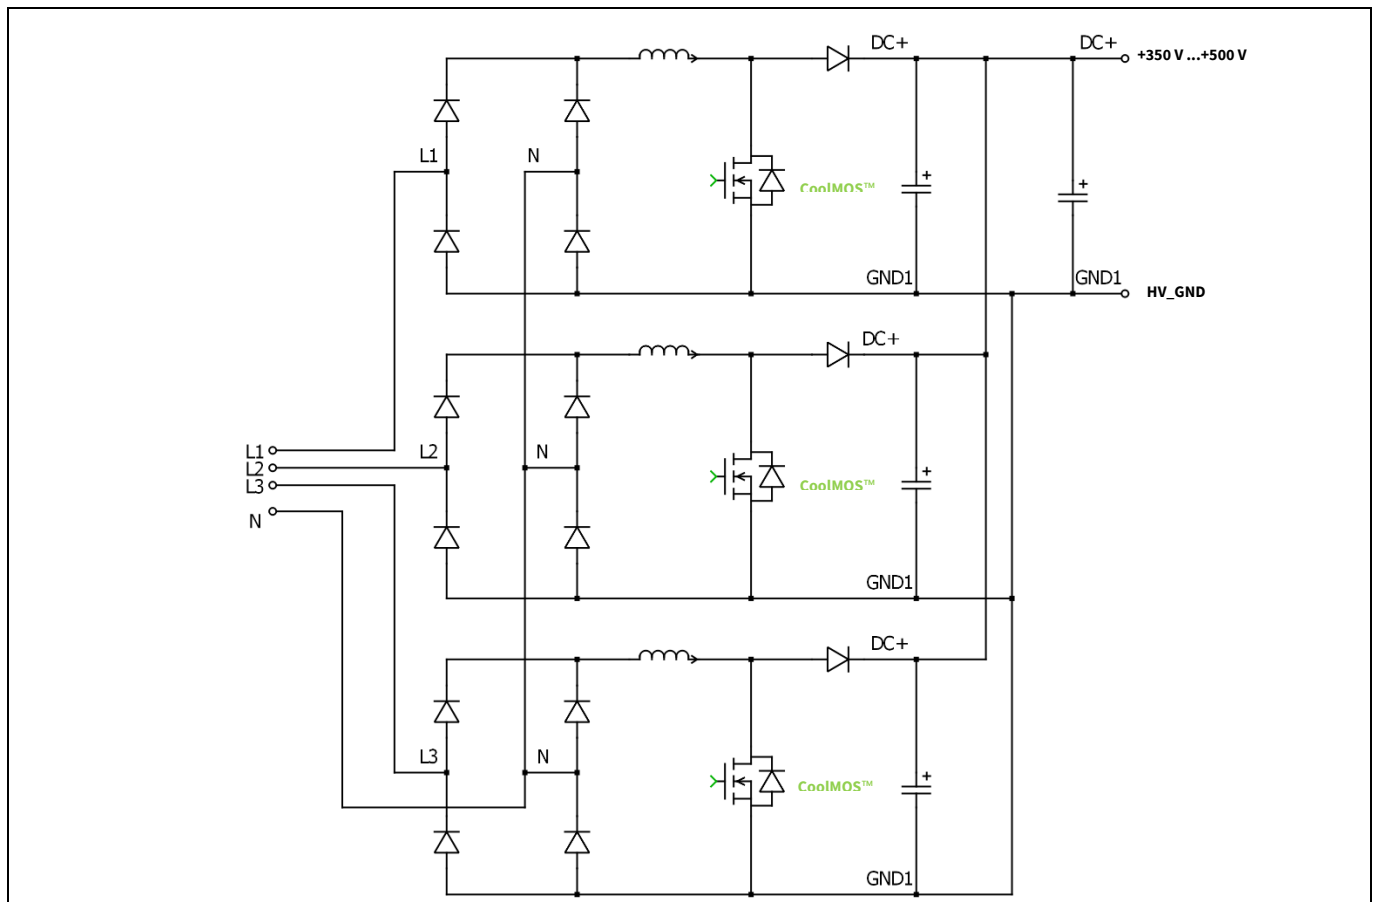 DC+ DC+ +350 V ...+500 V
L1 N
CoolMOS™ + +
GND1 GND1 HV_GND
DC+
L1 L2 N
L2
L3 CoolMOS™ +
N
GND1
DC+
L3 N
CoolMOS™ +
GND1